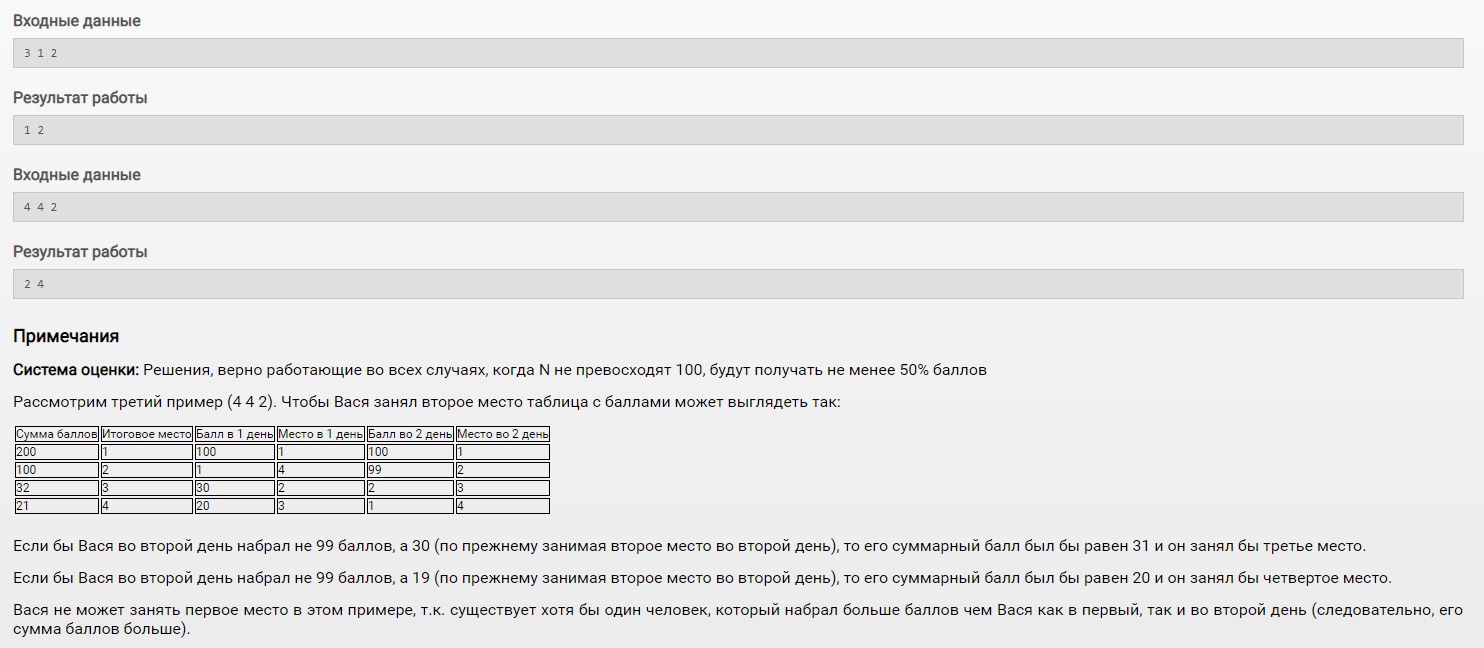 Входные данные
3 1 2
Результат работы
1 2
Входные данные
4 4 2
Результат работы
2 4
Примечания
Система оценки: Решения, верно работающие во всех случаях, когда N не превосходят 100, будут получать не менее 50% баллов
Рассмотрим третий пример (4 4 2). Чтобы Вася занял второе место таблица с баллами может выглядеть так:
Сумма баллов Итоговое место Балл в 1 день Место в 1 день Балл во 2 день Место во 2 день
200 1 100 1 100 1
100 2 1 4 99 2
32 3 30 2 2 3
21 4 20 3 1 4
Если бы Вася во второй день набрал не 99 баллов, а 30 (по прежнему занимая второе место во второй день), то его суммарный балл был бы равен 31 и он занял бы третье место.
Если бы Вася во второй день набрал не 99 баллов, а 19 (по прежнему занимая второе место во второй день), то его суммарный балл был бы равен 20 и он занял бы четвертое место.
Вася не может занять первое место в этом примере, т.к. существует хотя бы один человек, который набрал больше баллов чем Вася как в первый, так и во второй день (следовательно, его
сумма баллов больше).